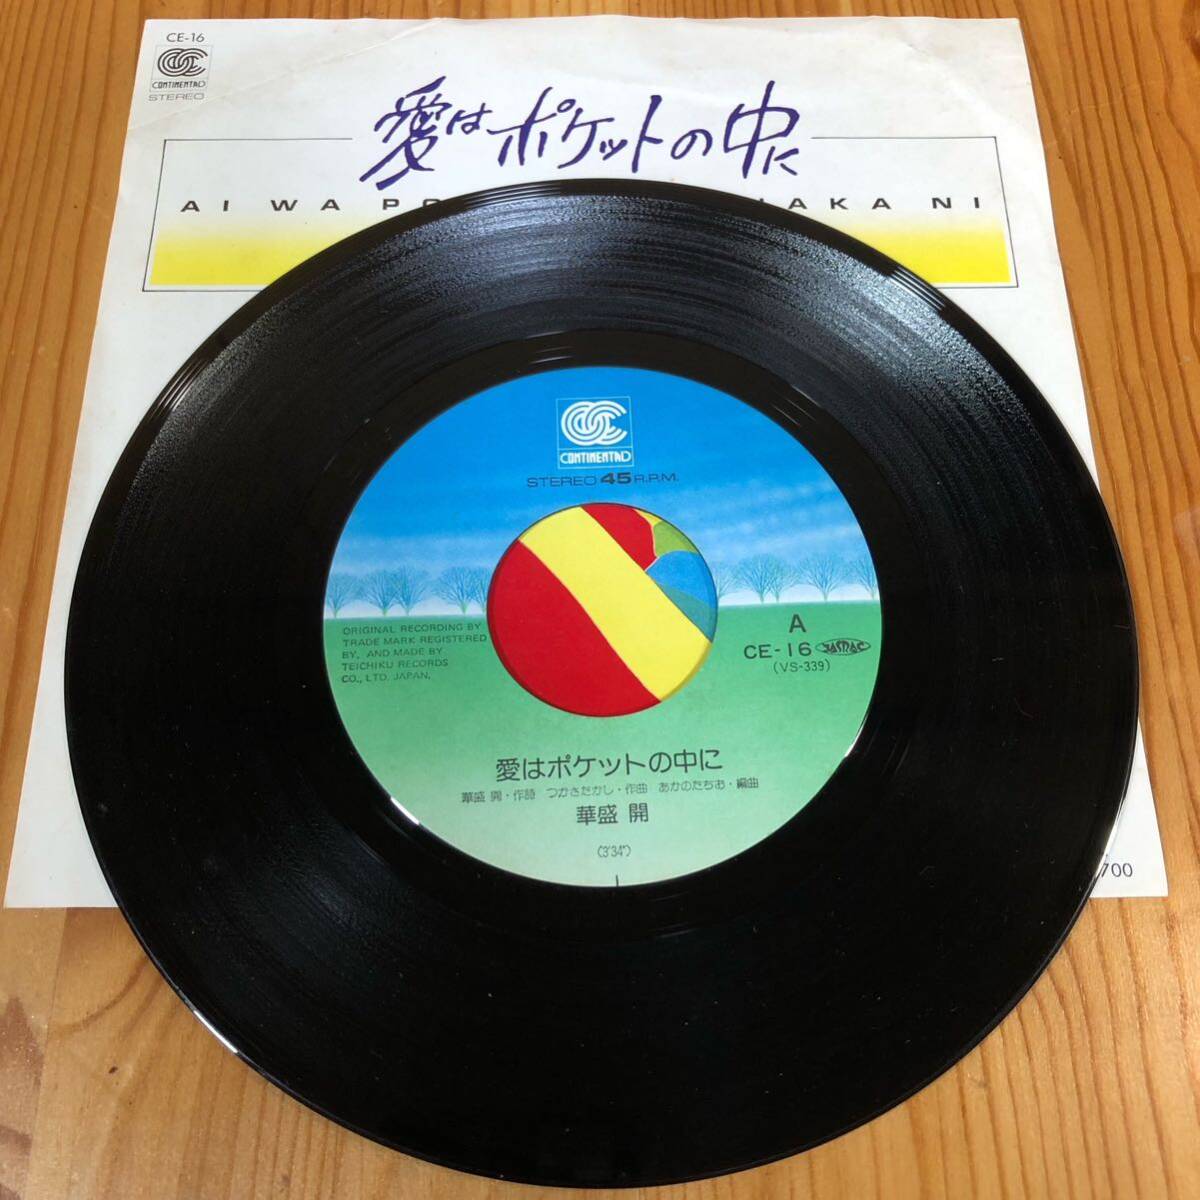 CE-16
CONTINENTAL
STEREO
愛はポケットの中に
AI WA PO AKA NI
CONTINENTAL
STEREO 45 R.P.M.
ORIGINAL RECORDING BY
TRADE MARK REGISTERED
BY, AND MADE BY
TEICHIKU RECORDS
CO., LTD. JAPAN.
A
CE-16 JASRAC
(VS-339)
愛はポケットの中に
華盛 開・作詩 つかさたかし・作曲 あかのたちお・編曲
華盛 開
(3'34")
700